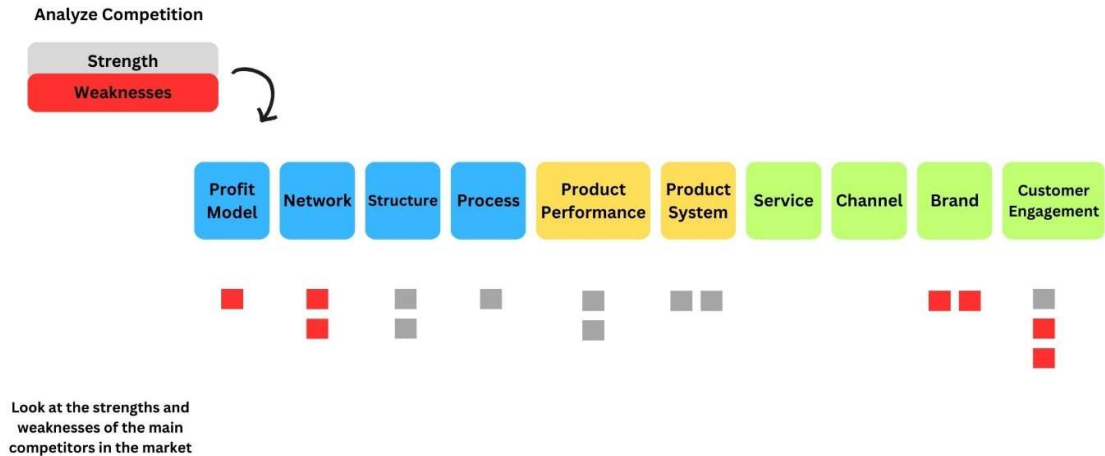 Analyze Competition
Strength
Weaknesses
Profit
Model
Network
Structure
Process
Product
Performance
Product
System
Service
Channel
Brand
Customer
Engagement
Look at the strengths and
weaknesses of the main
competitors in the market